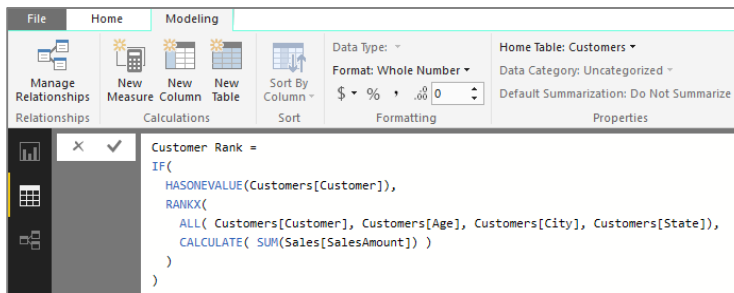 File Home Modeling
Manage Relationships
New Measure
New Column
New Table
Sort By Column
Data Type:
Format: Whole Number
$ % , .00 0
Home Table: Customers
Data Category: Uncategorized
Default Summarization: Do Not Summarize
Relationships Calculations Sort Formatting Properties
Customer Rank =
IF(
HASONEVALUE(Customers[Customer]),
RANKX(
ALL( Customers[Customer], Customers[Age], Customers[City], Customers[State]),
CALCULATE( SUM(Sales[SalesAmount]) )
)
)